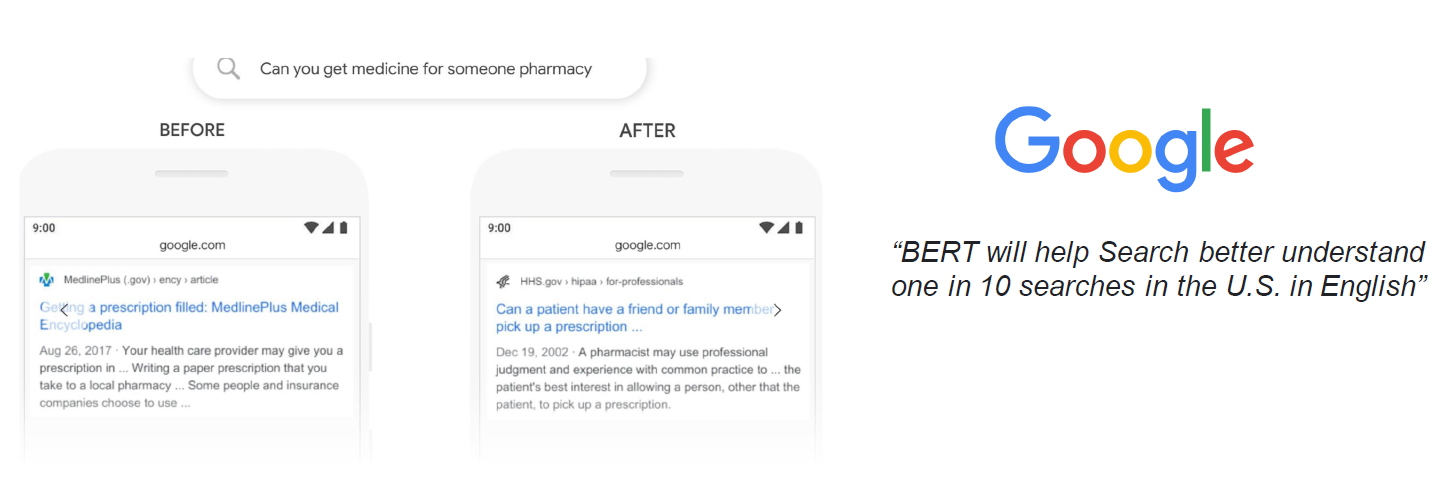 Can you get medicine for someone pharmacy
BEFORE
9:00
google.com
MedlinePlus (.gov) › ency › article
Getting a prescription filled: MedlinePlus Medical
Encyclopedia
Aug 26, 2017 · Your health care provider may give you a
prescription in ... Writing a paper prescription that you
take to a local pharmacy ... Some people and insurance
companies choose to use ...
AFTER
9:00
google.com
HHS.gov › hipaa › for-professionals
Can a patient have a friend or family member
pick up a prescription ...
Dec 19, 2002 · A pharmacist may use professional
judgment and experience with common practice to ... the
patient's best interest in allowing a person, other that the
patient, to pick up a prescription.
Google
“BERT will help Search better understand
one in 10 searches in the U.S. in English”